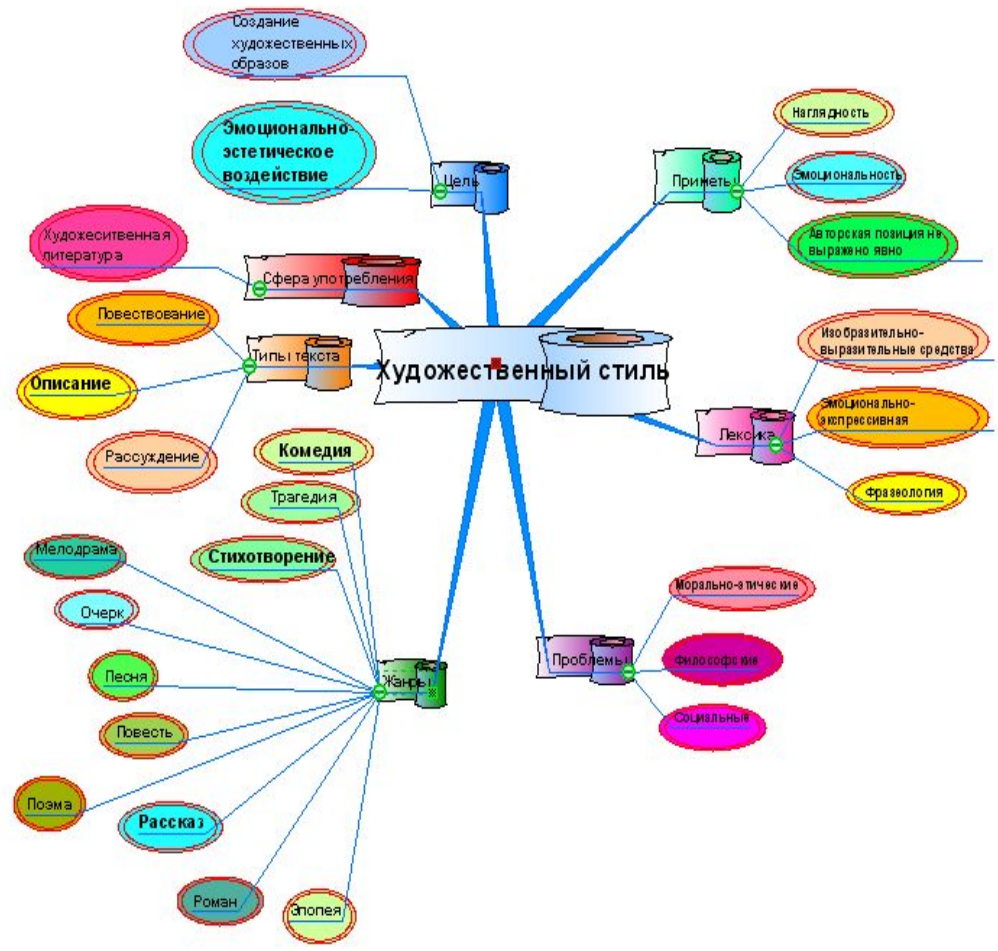 Создание
художественных
образов
Эмоционально-
эстетическое
воздействие
Цель
Наглядность
Эмоциональность
Авторская позиция не
выражено явно
Приметы
Художеситвенная
литература
Сфера употребления
Повествование
Описание
Рассуждение
Типы текста
Художественный стиль
Изобразительно-
выразительные средства
Эмоционально-
экспрессивная
Фразеология
Лексика
Комедия
Трагедия
Стихотворение
Мелодрама
Очерк
Песня
Повесть
Поэма
Рассказ
Роман
Эпопея
Жанры
Морально-этические
Философские
Социальные
Проблемы